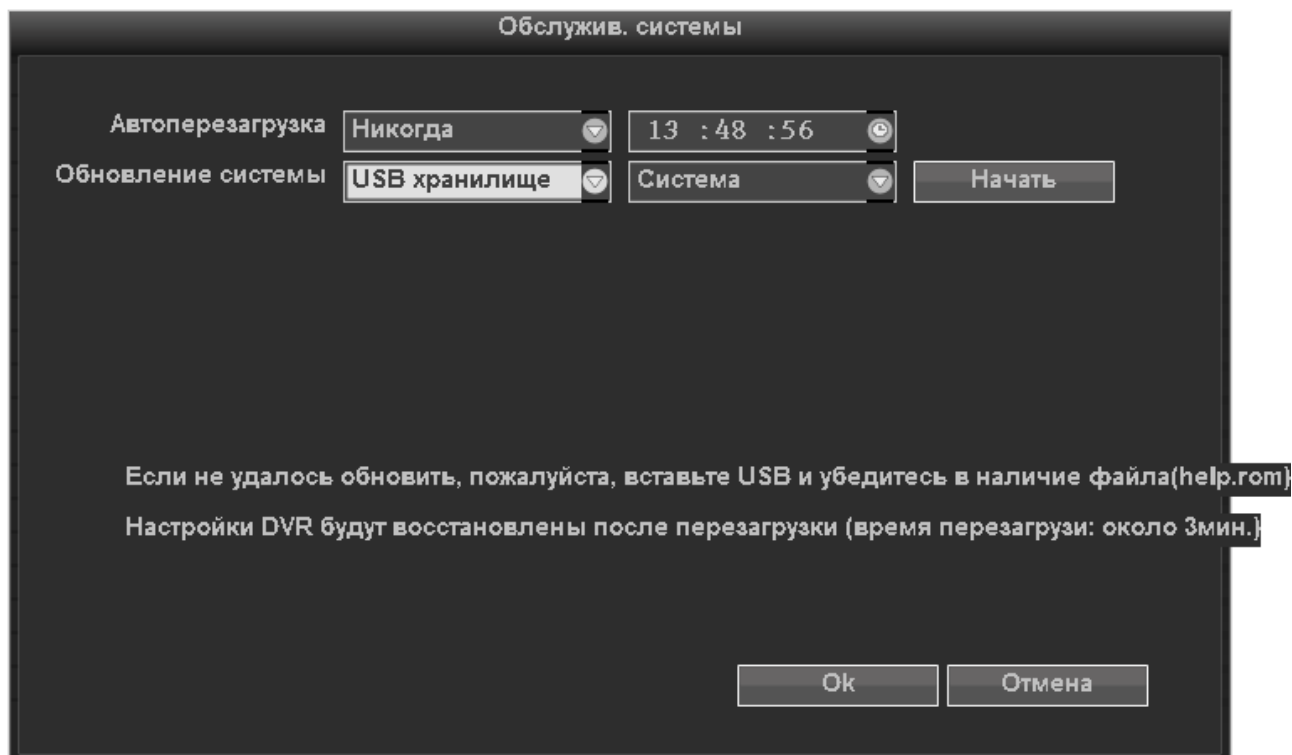 Обслужив. системы
Автоперезагрузка Никогда 13 :48 :56
Обновление системы USB хранилище Система Начать
Если не удалось обновить, пожалуйста, вставьте USB и убедитесь в наличие файла(help.rom)
Настройки DVR будут восстановлены после перезагрузки (время перезагрузи: около 3мин.)
Ok Отмена